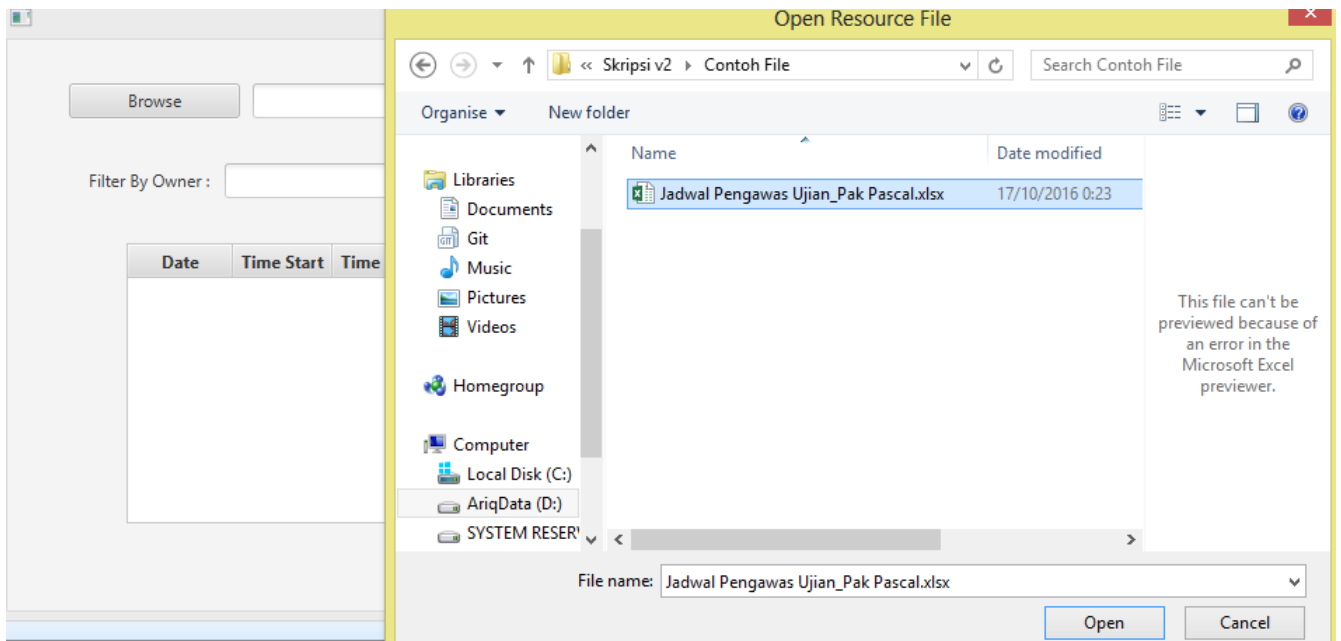 Open Resource File
Skripsi v2 Contoh File
Search Contoh File
Organise New folder
Browse
Filter By Owner :
Date Time Start Time
Libraries
Documents
Git
Music
Pictures
Videos
Homegroup
Computer
Local Disk (C:)
AriqData (D:)
SYSTEM RESER
Name Date modified
Jadwal Pengawas Ujian_Pak Pascal.xlsx 17/10/2016 0:23
This file can't be
previewed because of
an error in the
Microsoft Excel
previewer.
File name: Jadwal Pengawas Ujian_Pak Pascal.xlsx
Open Cancel